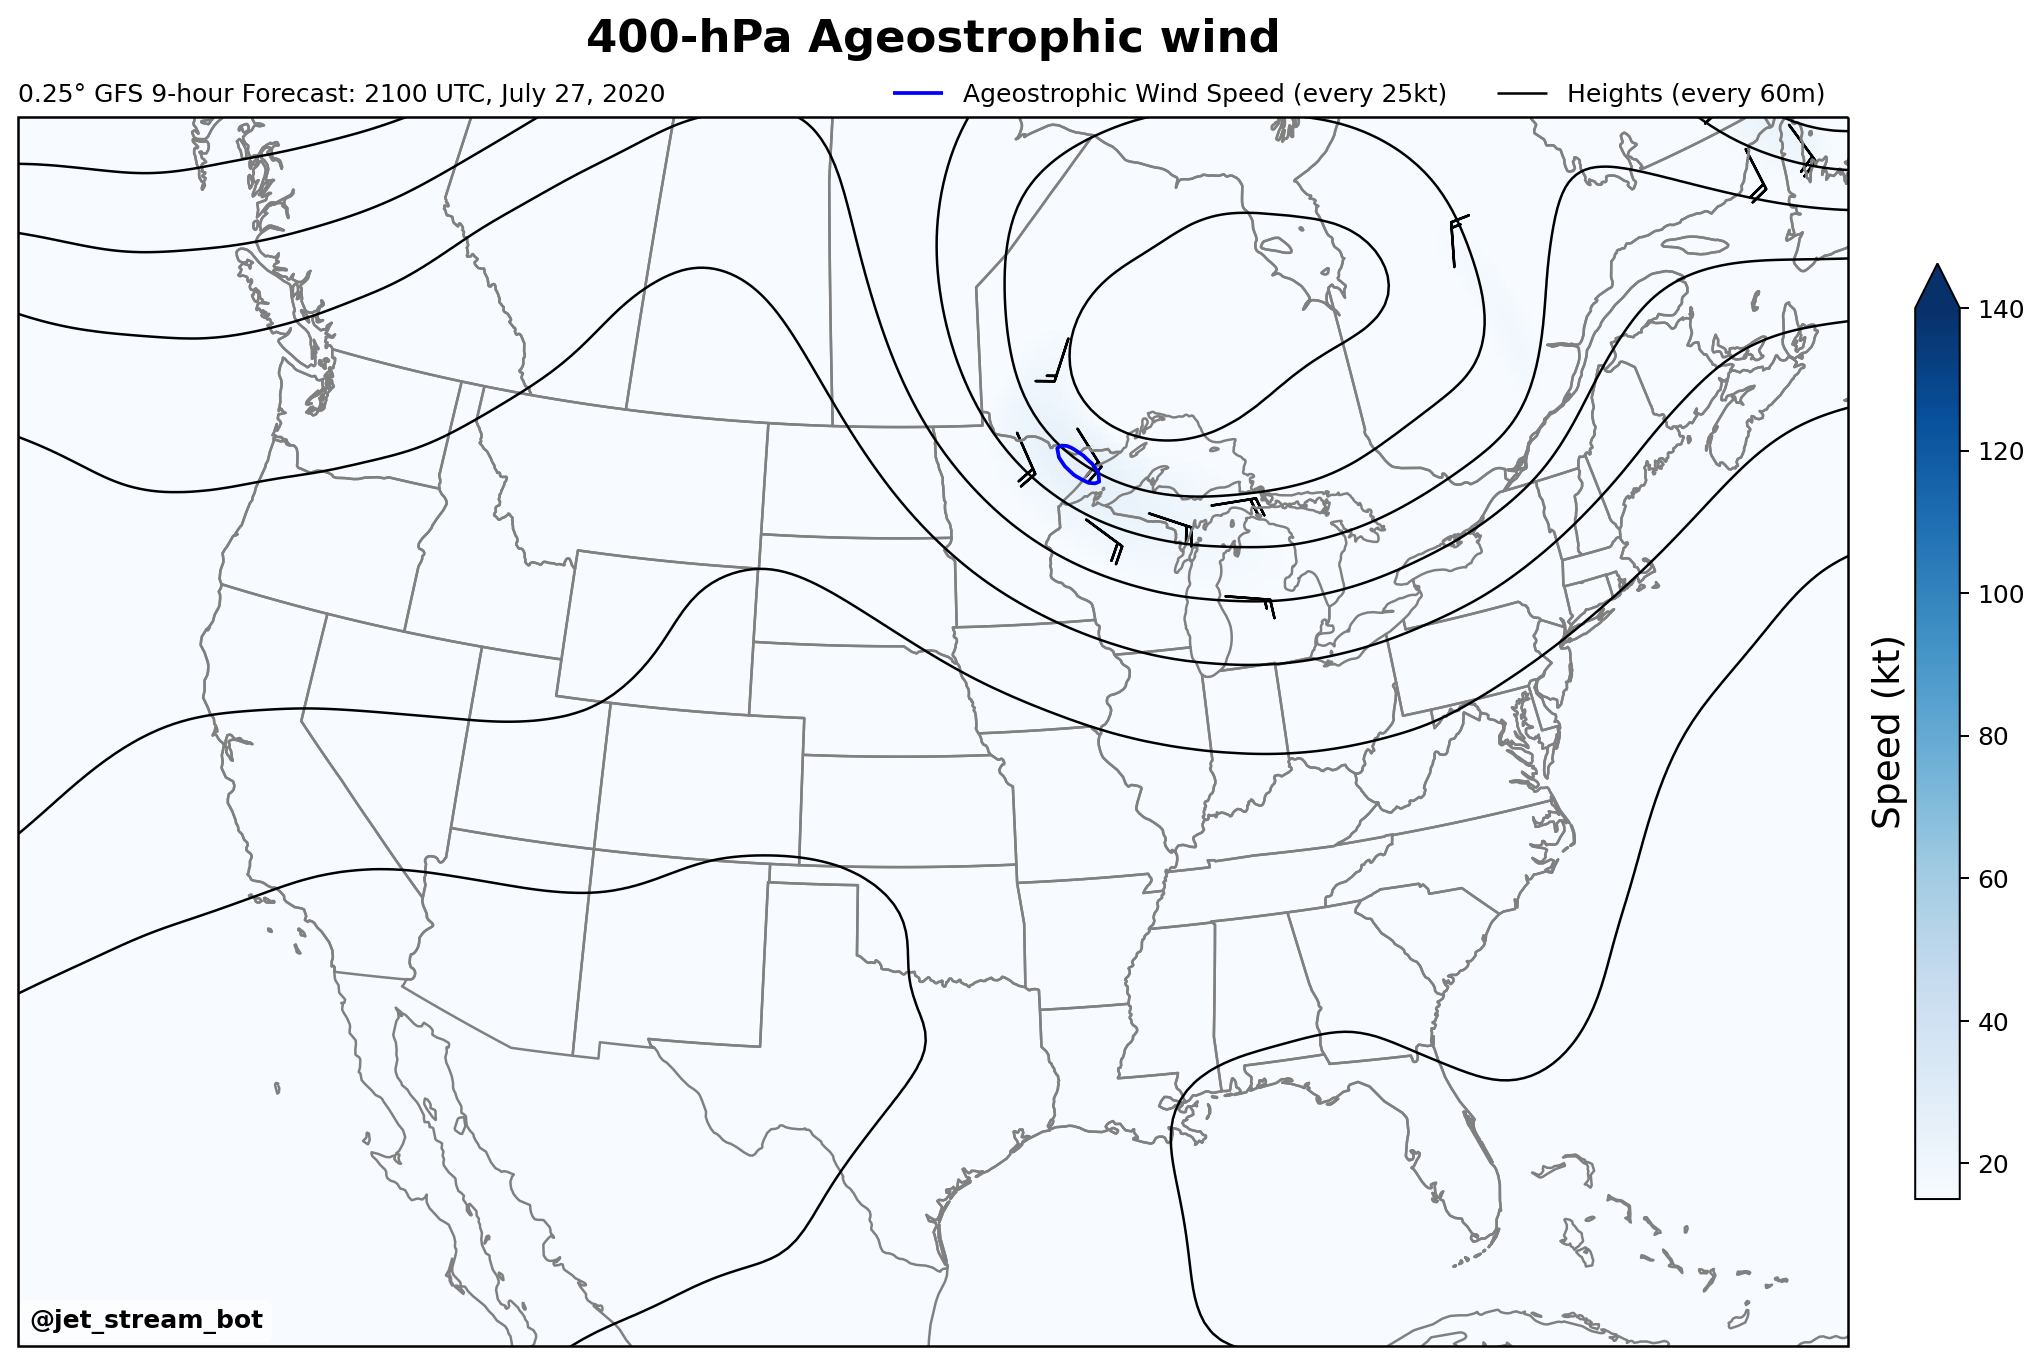 400-hPa Ageostrophic wind
0.25° GFS 9-hour Forecast: 2100 UTC, July 27, 2020
Ageostrophic Wind Speed (every 25kt)
Heights (every 60m)
140
120
100
80
60
40
20
Speed (kt)
@jet_stream_bot